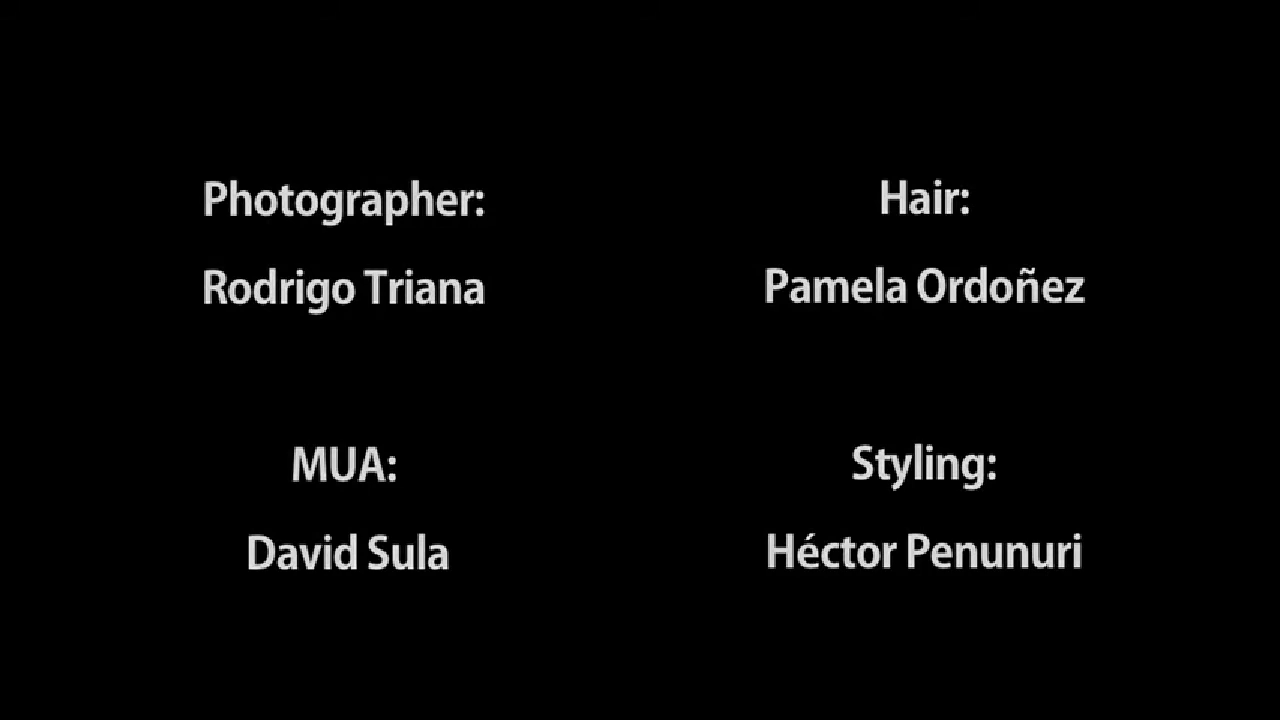 Photographer:
Rodrigo Triana
Hair:
Pamela Ordoñez
MUA:
David Sula
Styling:
Héctor Penunuri